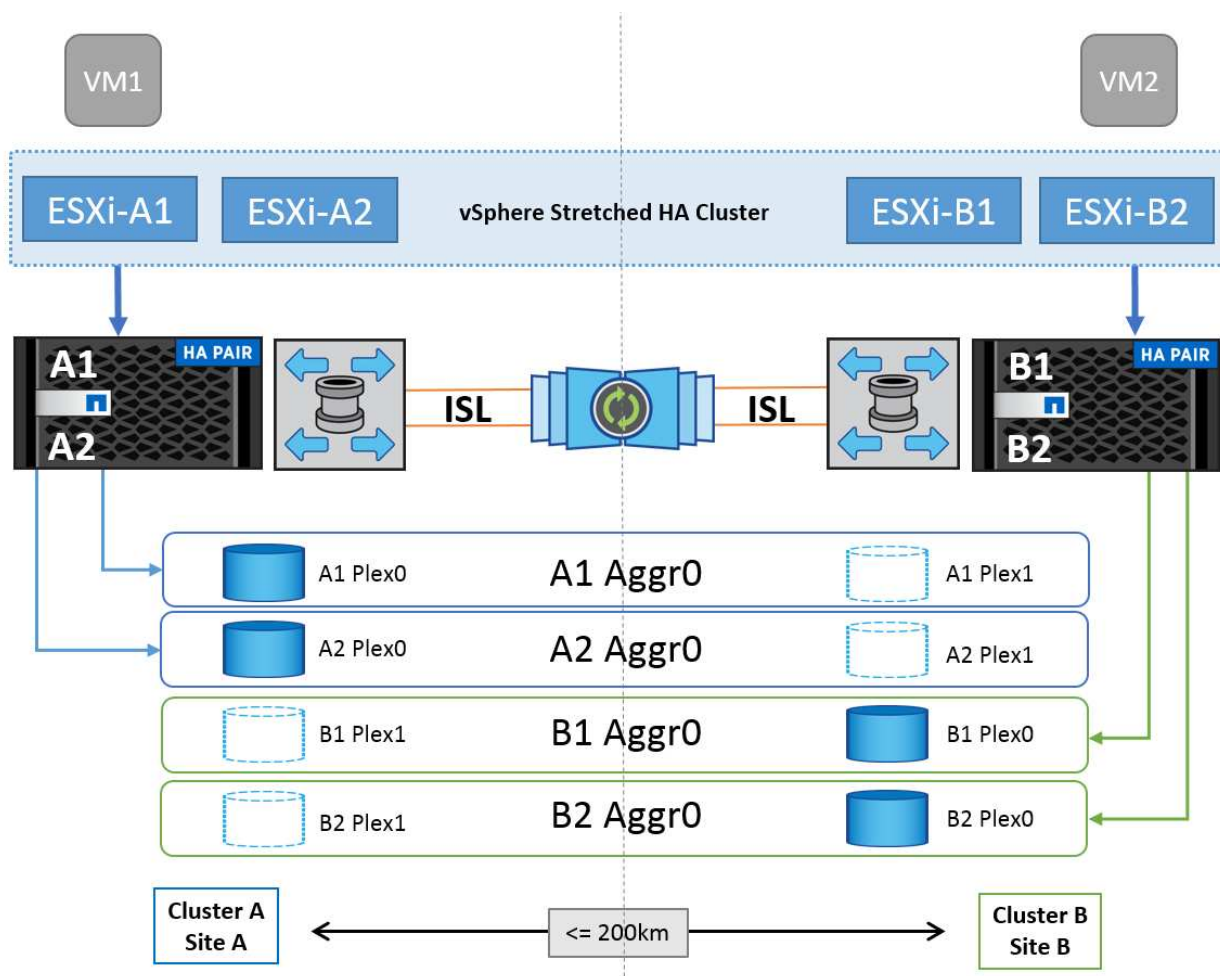 VM1
VM2
ESXi-A1
ESXi-A2
vSphere Stretched HA Cluster
ESXi-B1
ESXi-B2
A1
HA PAIR
A2
ISL
ISL
B1
HA PAIR
B2
A1 Plex0
A1 Aggr0
A1 Plex1
A2 Plex0
A2 Aggr0
A2 Plex1
B1 Plex1
B1 Aggr0
B1 Plex0
B2 Plex1
B2 Aggr0
B2 Plex0
Cluster A
Site A
<= 200km
Cluster B
Site B